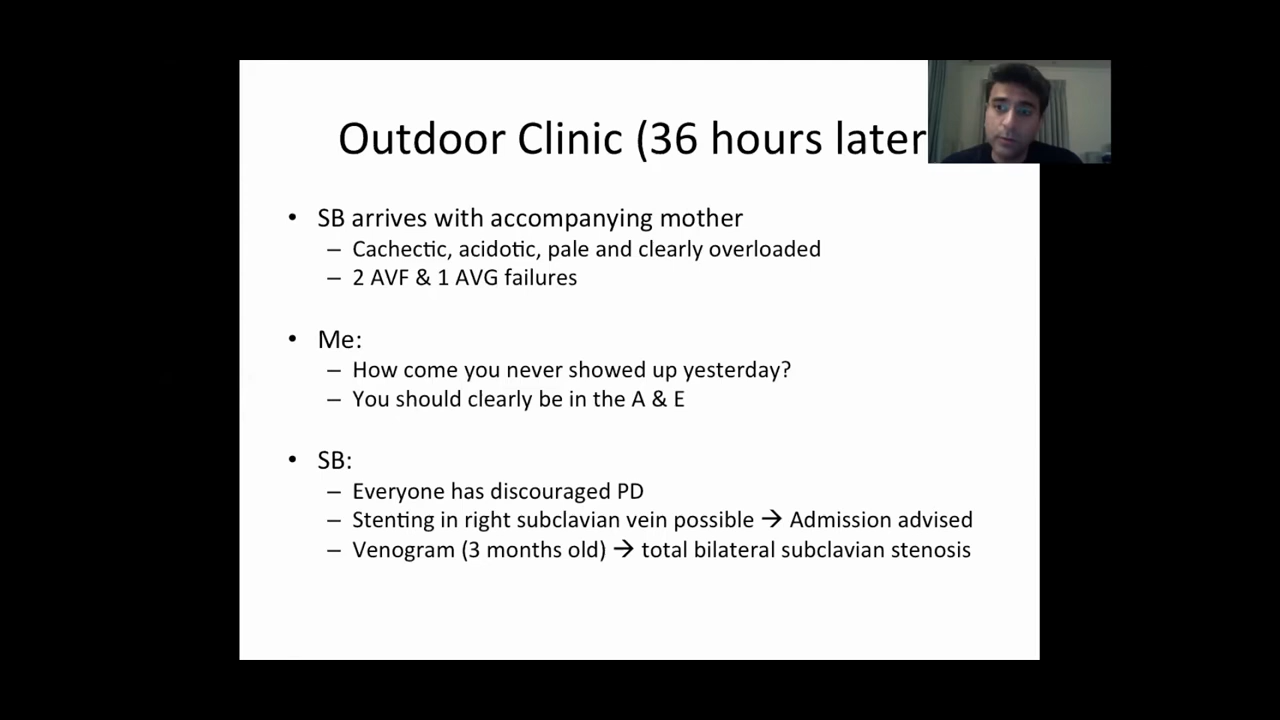 Outdoor Clinic (36 hours later
• SB arrives with accompanying mother
– Cachectic, acidotic, pale and clearly overloaded
– 2 AVF & 1 AVG failures
• Me:
– How come you never showed up yesterday?
– You should clearly be in the A & E
• SB:
– Everyone has discouraged PD
– Stenting in right subclavian vein possible → Admission advised
– Venogram (3 months old) → total bilateral subclavian stenosis